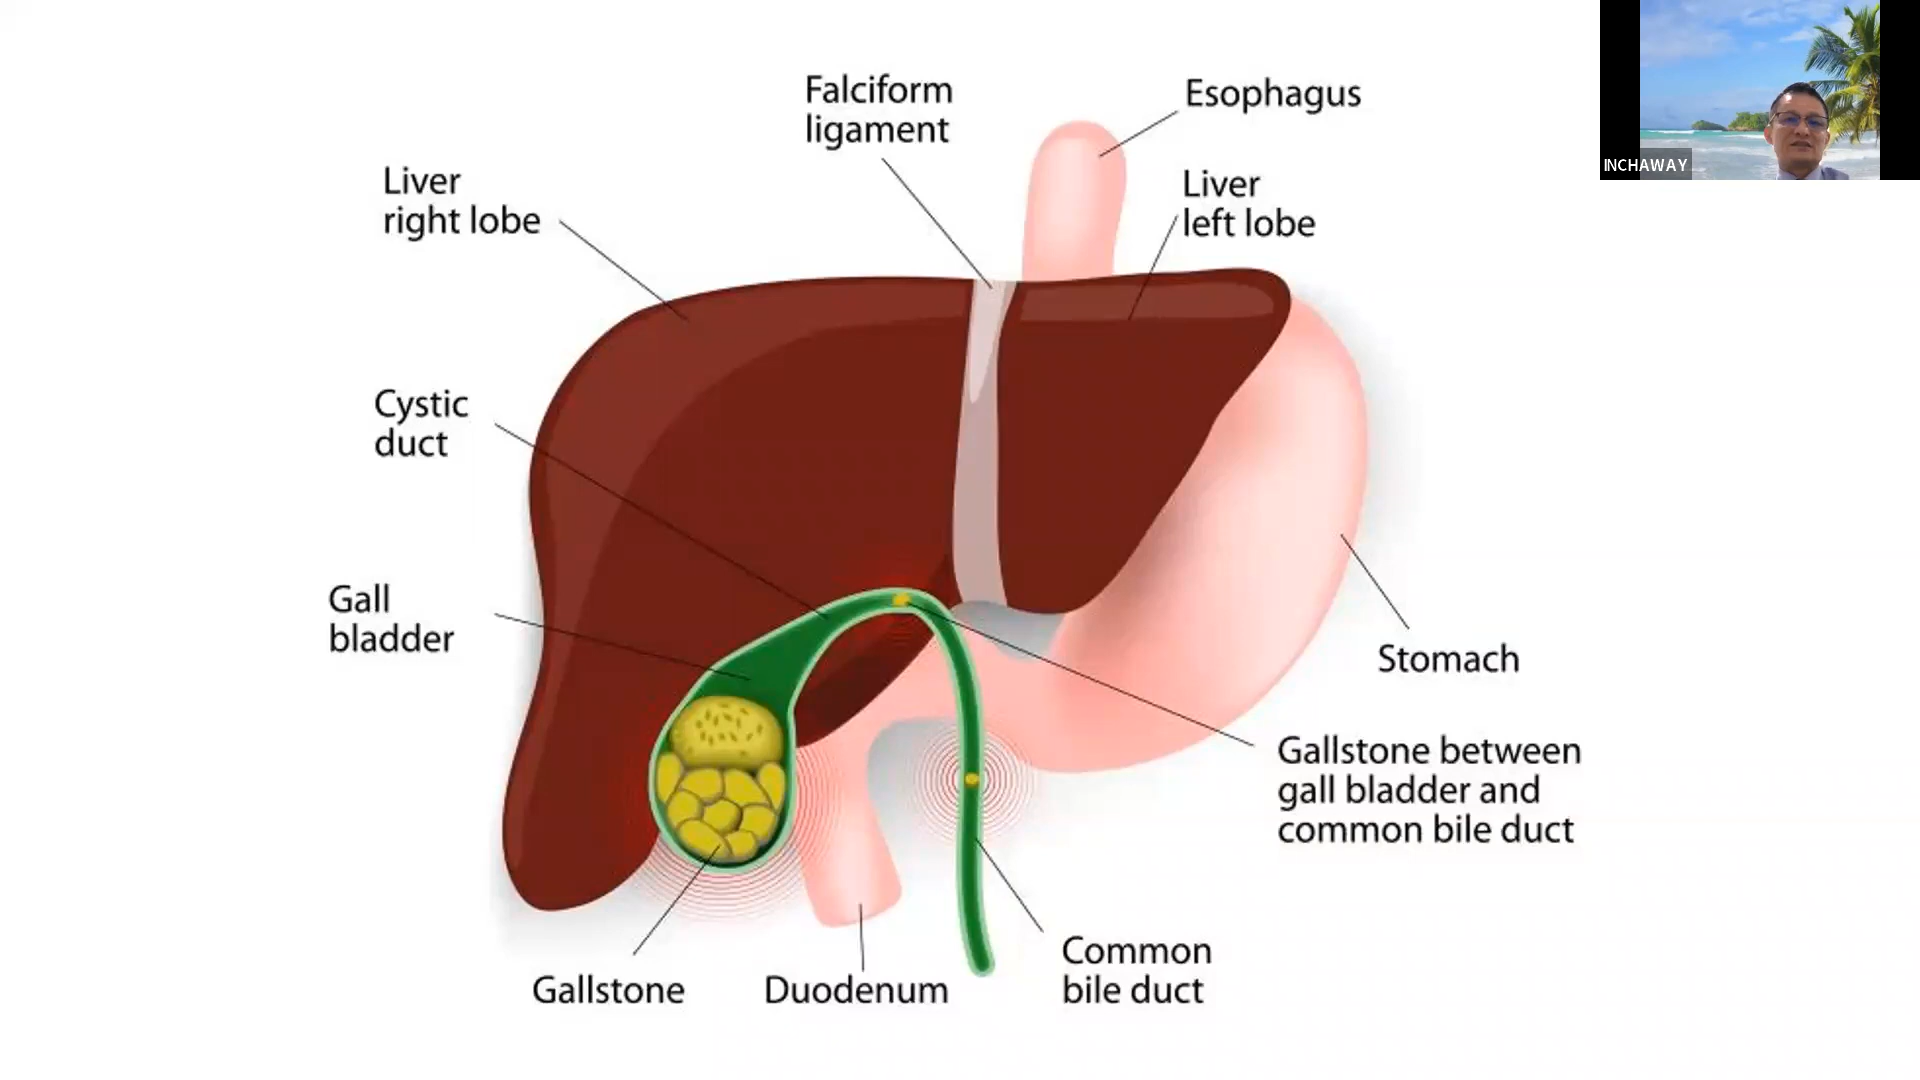 Falciform
ligament
Esophagus
INCHAWAY
Liver
right lobe
Liver
left lobe
Cystic
duct
Gall
bladder
Stomach
Gallstone between
gall bladder and
common bile duct
Common
bile duct
Gallstone
Duodenum